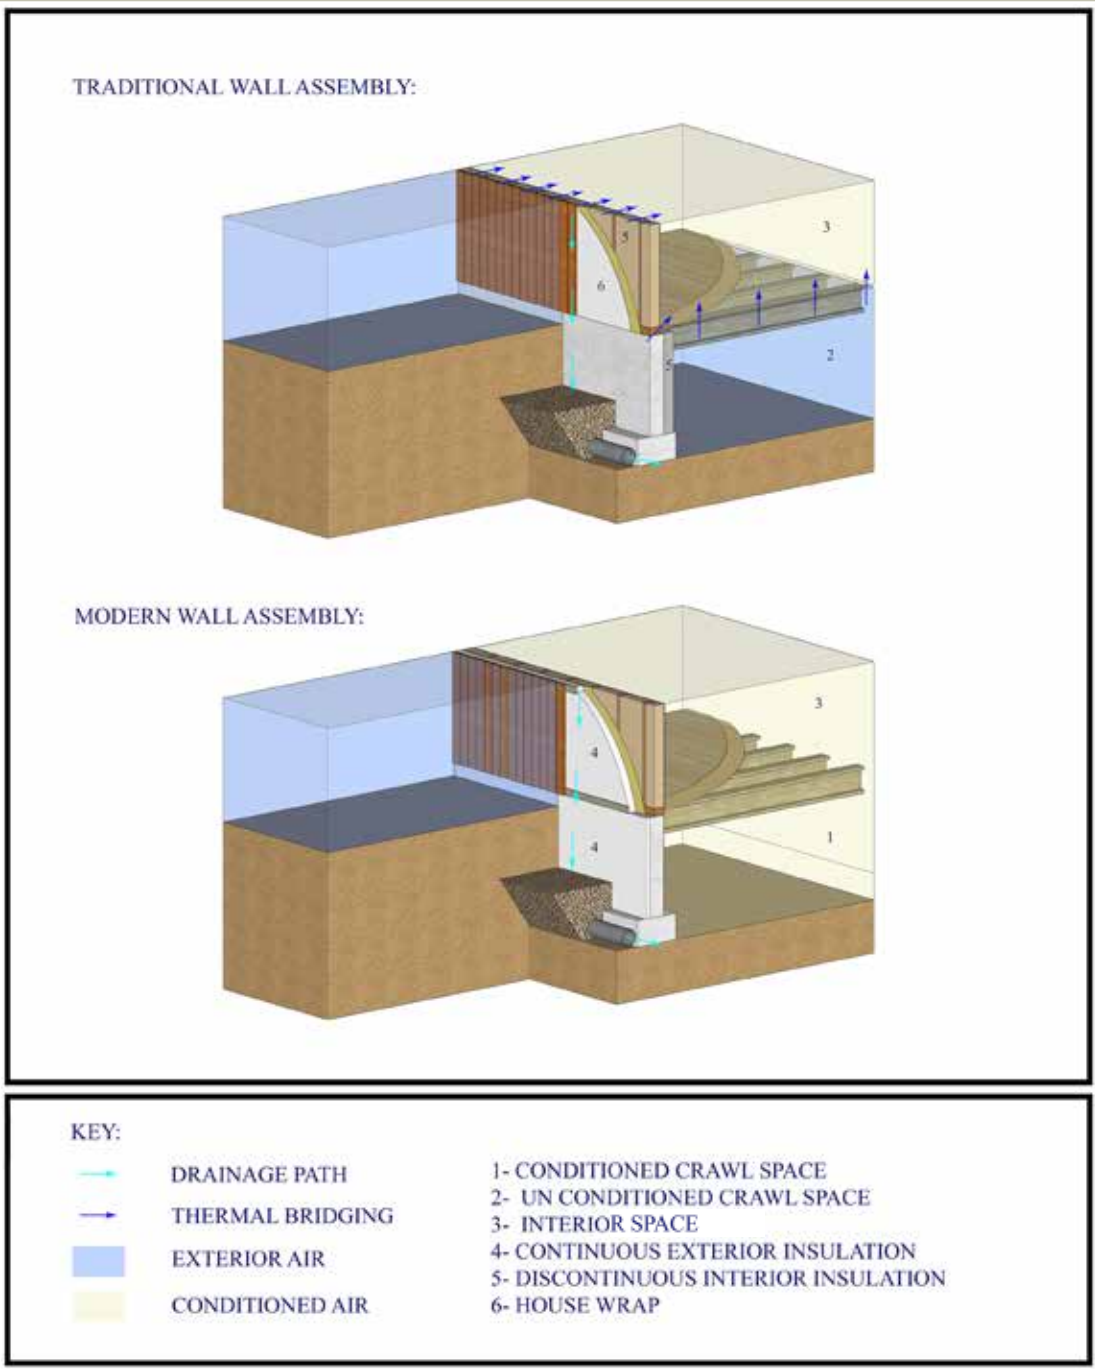 TRADITIONAL WALL ASSEMBLY:
3
5
6
2
5
MODERN WALL ASSEMBLY:
3
4
1
4
KEY:
DRAINAGE PATH
THERMAL BRIDGING
EXTERIOR AIR
CONDITIONED AIR
1- CONDITIONED CRAWL SPACE
2- UN CONDITIONED CRAWL SPACE
3- INTERIOR SPACE
4- CONTINUOUS EXTERIOR INSULATION
5- DISCONTINUOUS INTERIOR INSULATION
6- HOUSE WRAP